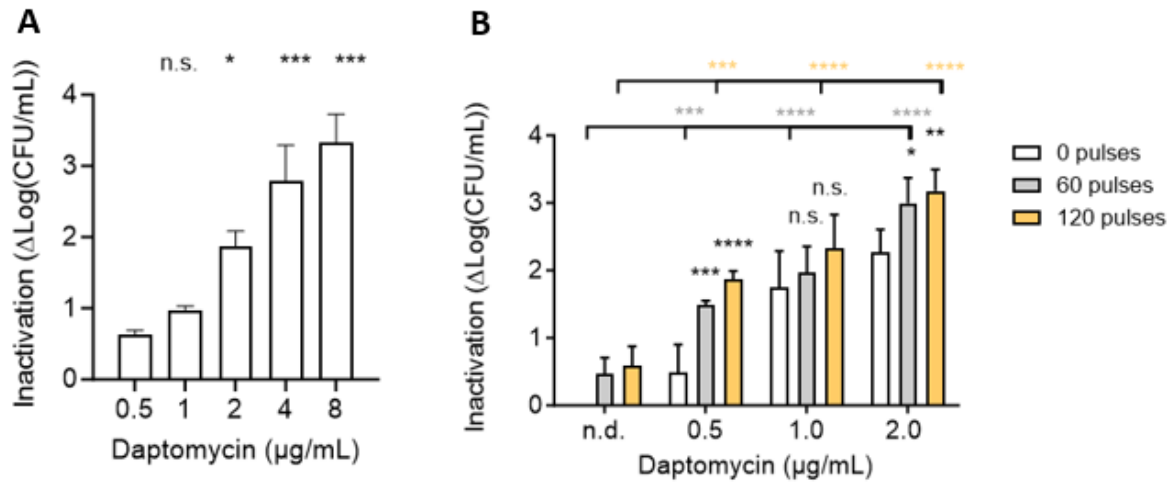 A
n.s. * *** ***
Inactivation (ΔLog(CFU/mL))
4
3
2
1
0
0.5 1 2 4 8
Daptomycin (µg/mL)
B
*** **** ****
*** **** ****
Inactivation (ΔLog(CFU/mL))
4
3
2
1
0
*** ****
n.s. n.s.
* **
n.d. 0.5 1.0 2.0
Daptomycin (µg/mL)
0 pulses
60 pulses
120 pulses